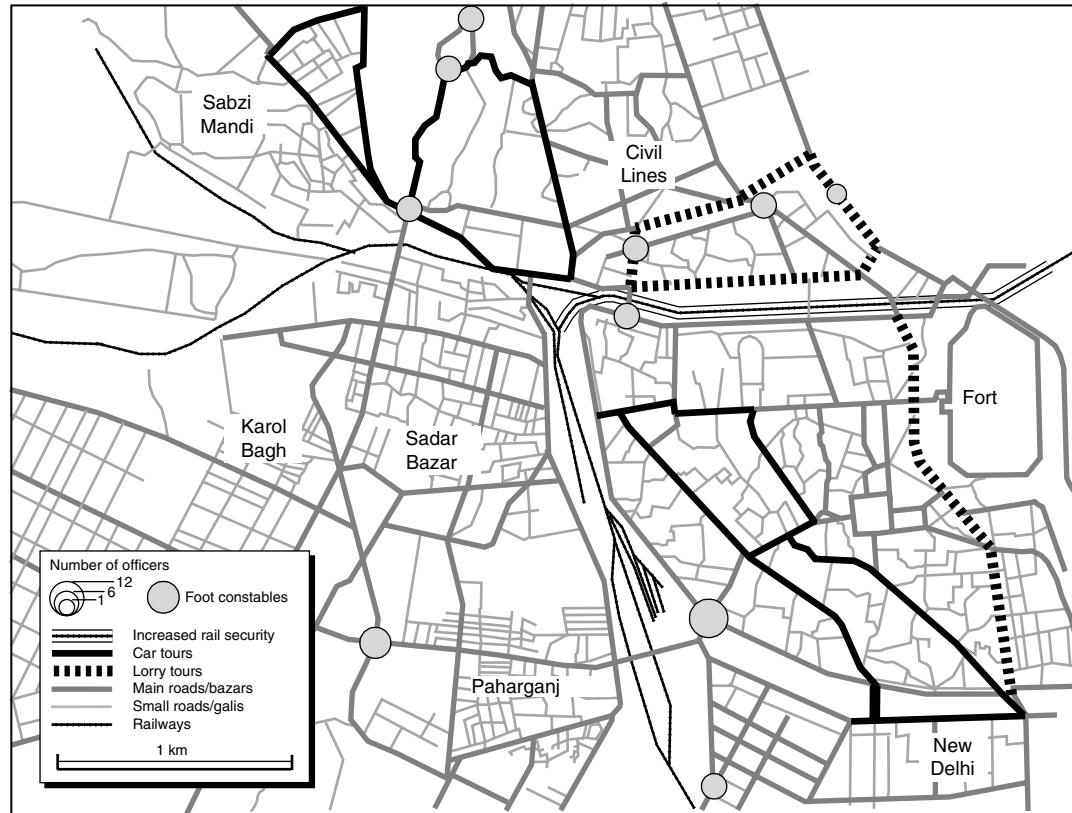 Sabzi
Mandi
Civil
Lines
Fort
Karol
Bagh
Sadar
Bazar
Paharganj
New
Delhi
Number of officers
12
6
1
Foot constables
Increased rail security
Car tours
Lorry tours
Main roads/bazars
Small roads/galis
Railways
1 km